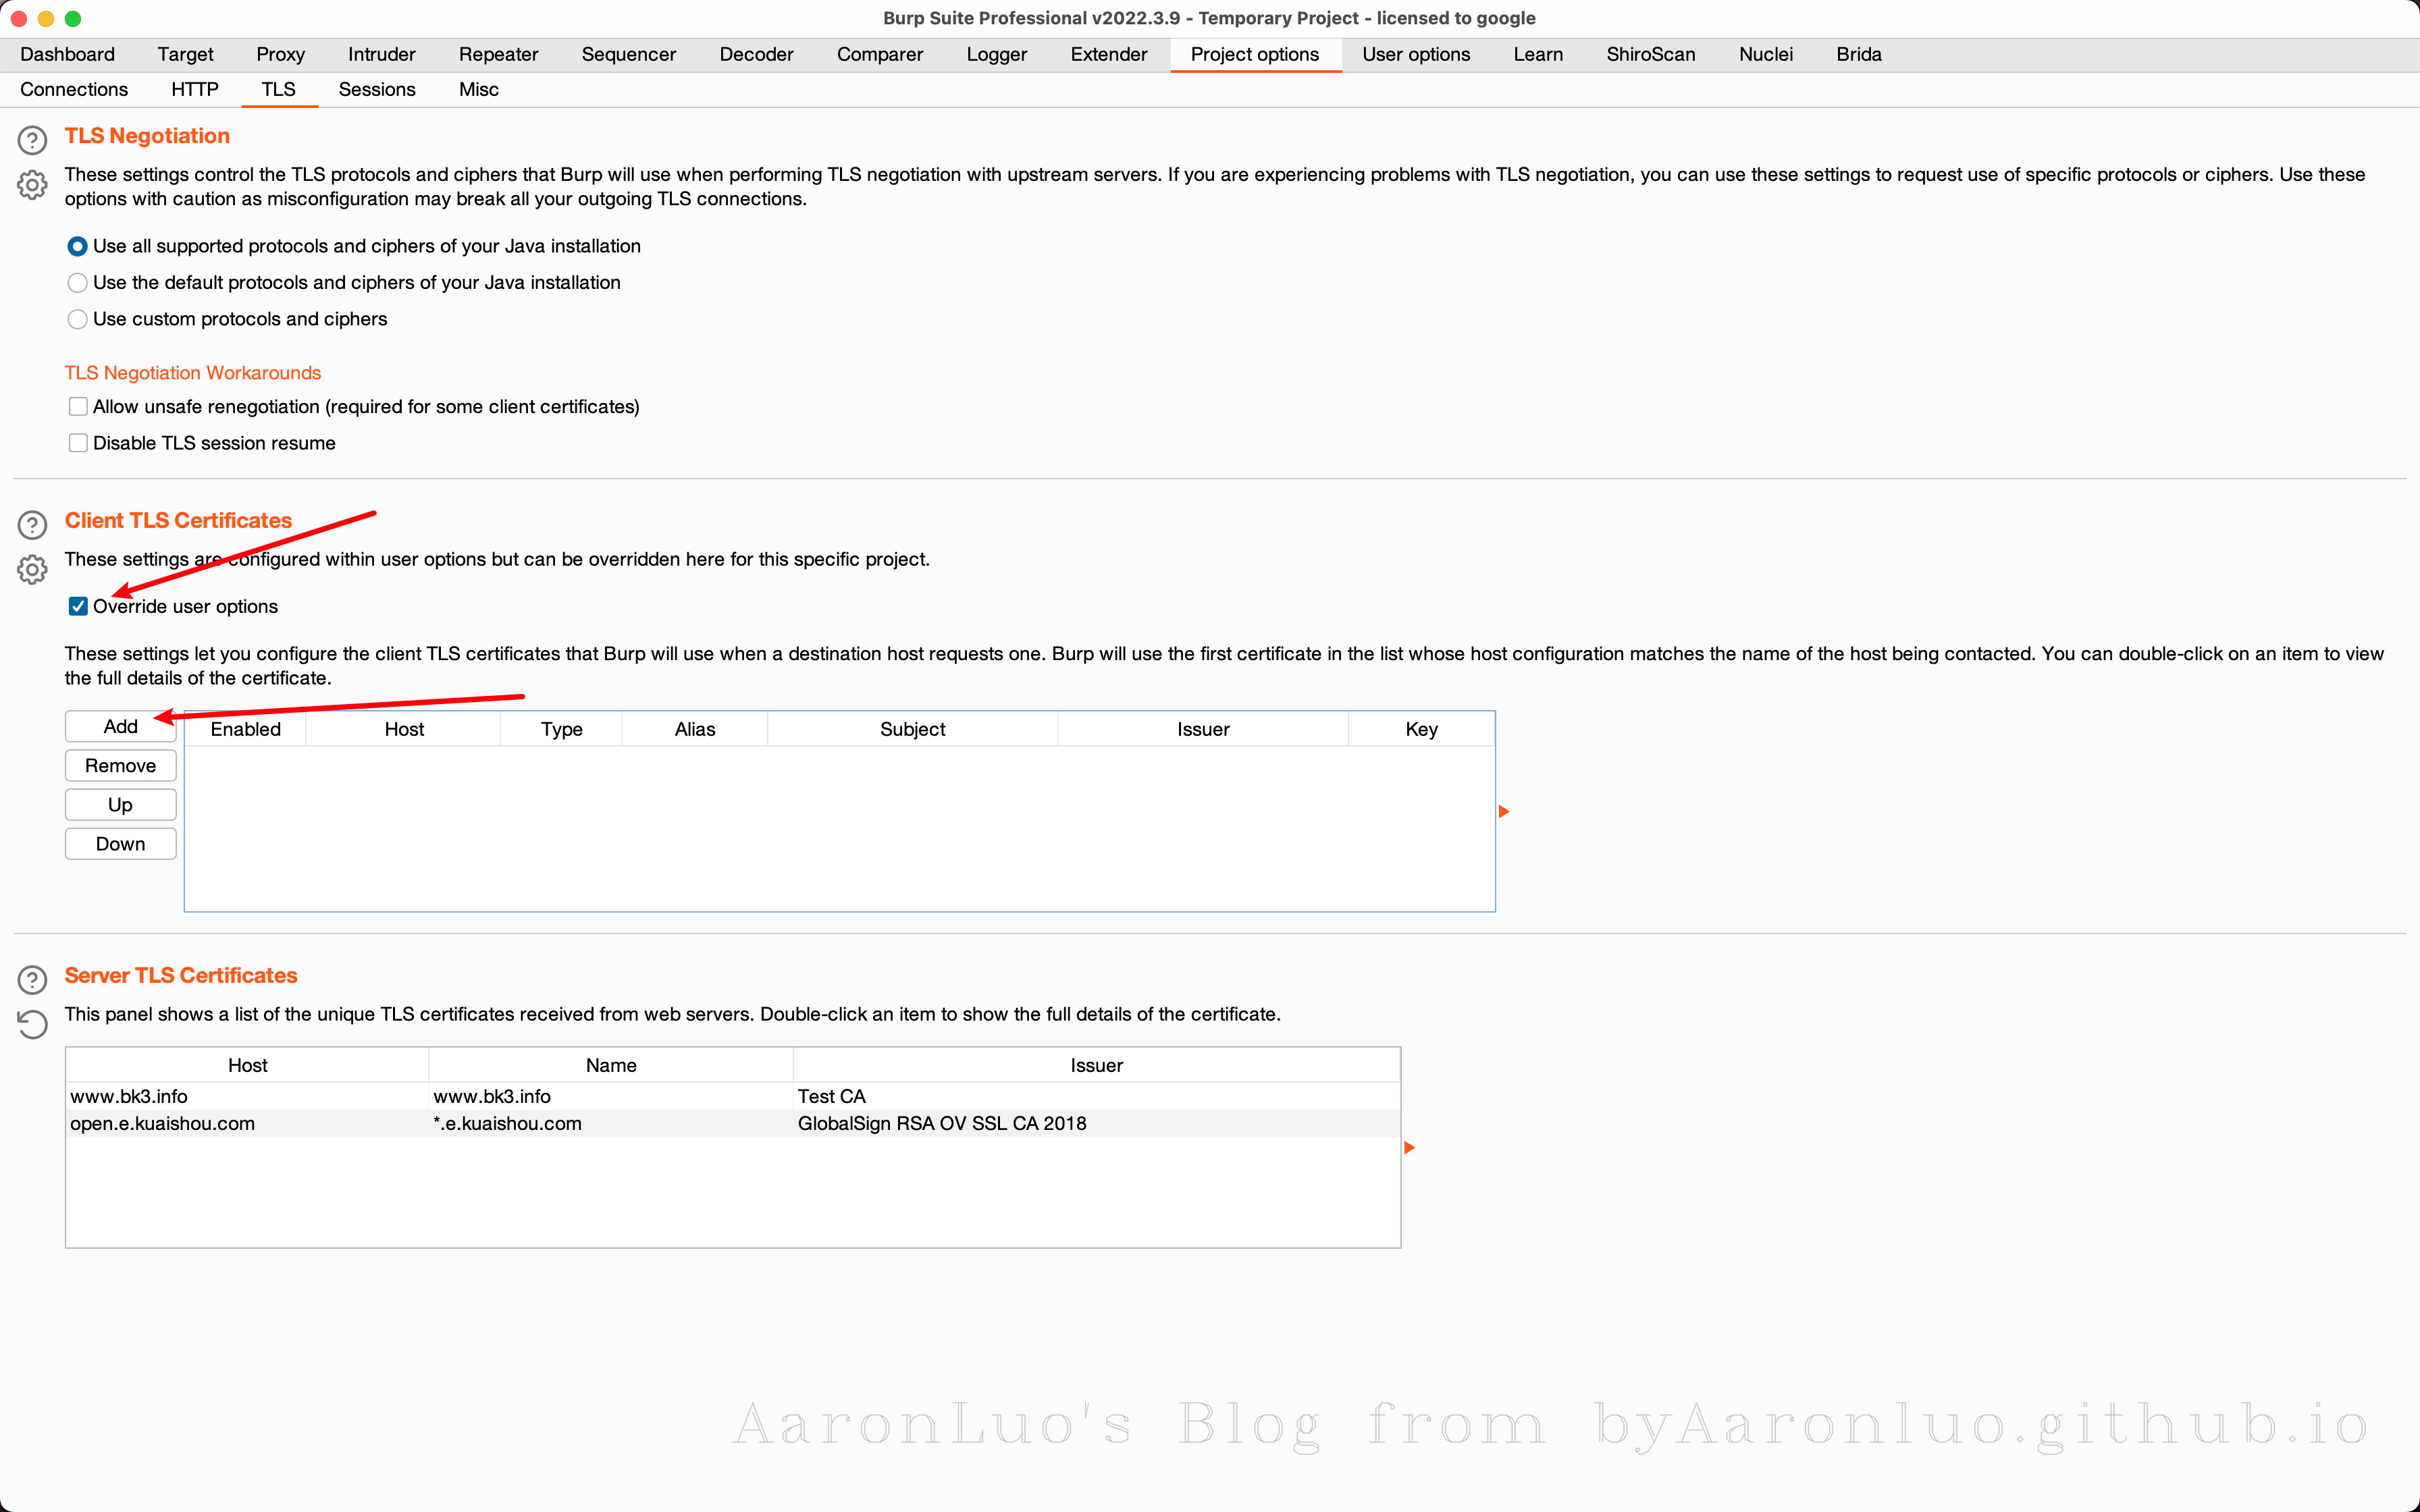 Burp Suite Professional v2022.3.9 - Temporary Project - licensed to google
Dashboard Target Proxy Intruder Repeater Sequencer Decoder Comparer Logger Extender Project options User options Learn ShiroScan Nuclei Brida
Connections HTTP TLS Sessions Misc
TLS Negotiation
These settings control the TLS protocols and ciphers that Burp will use when performing TLS negotiation with upstream servers. If you are experiencing problems with TLS negotiation, you can use these settings to request use of specific protocols or ciphers. Use these
options with caution as misconfiguration may break all your outgoing TLS connections.
Use all supported protocols and ciphers of your Java installation
Use the default protocols and ciphers of your Java installation
Use custom protocols and ciphers
TLS Negotiation Workarounds
Allow unsafe renegotiation (required for some client certificates)
Disable TLS session resume
Client TLS Certificates
These settings are configured within user options but can be overridden here for this specific project.
Override user options
These settings let you configure the client TLS certificates that Burp will use when a destination host requests one. Burp will use the first certificate in the list whose host configuration matches the name of the host being contacted. You can double-click on an item to view
the full details of the certificate.
Add
Remove
Up
Down
Enabled Host Type Alias Subject Issuer Key
Server TLS Certificates
This panel shows a list of the unique TLS certificates received from web servers. Double-click an item to show the full details of the certificate.
Host Name Issuer
www.bk3.info www.bk3.info Test CA
open.e.kuaishou.com *.e.kuaishou.com GlobalSign RSA OV SSL CA 2018
AaronLuo's Blog from byAaronluo.github.io